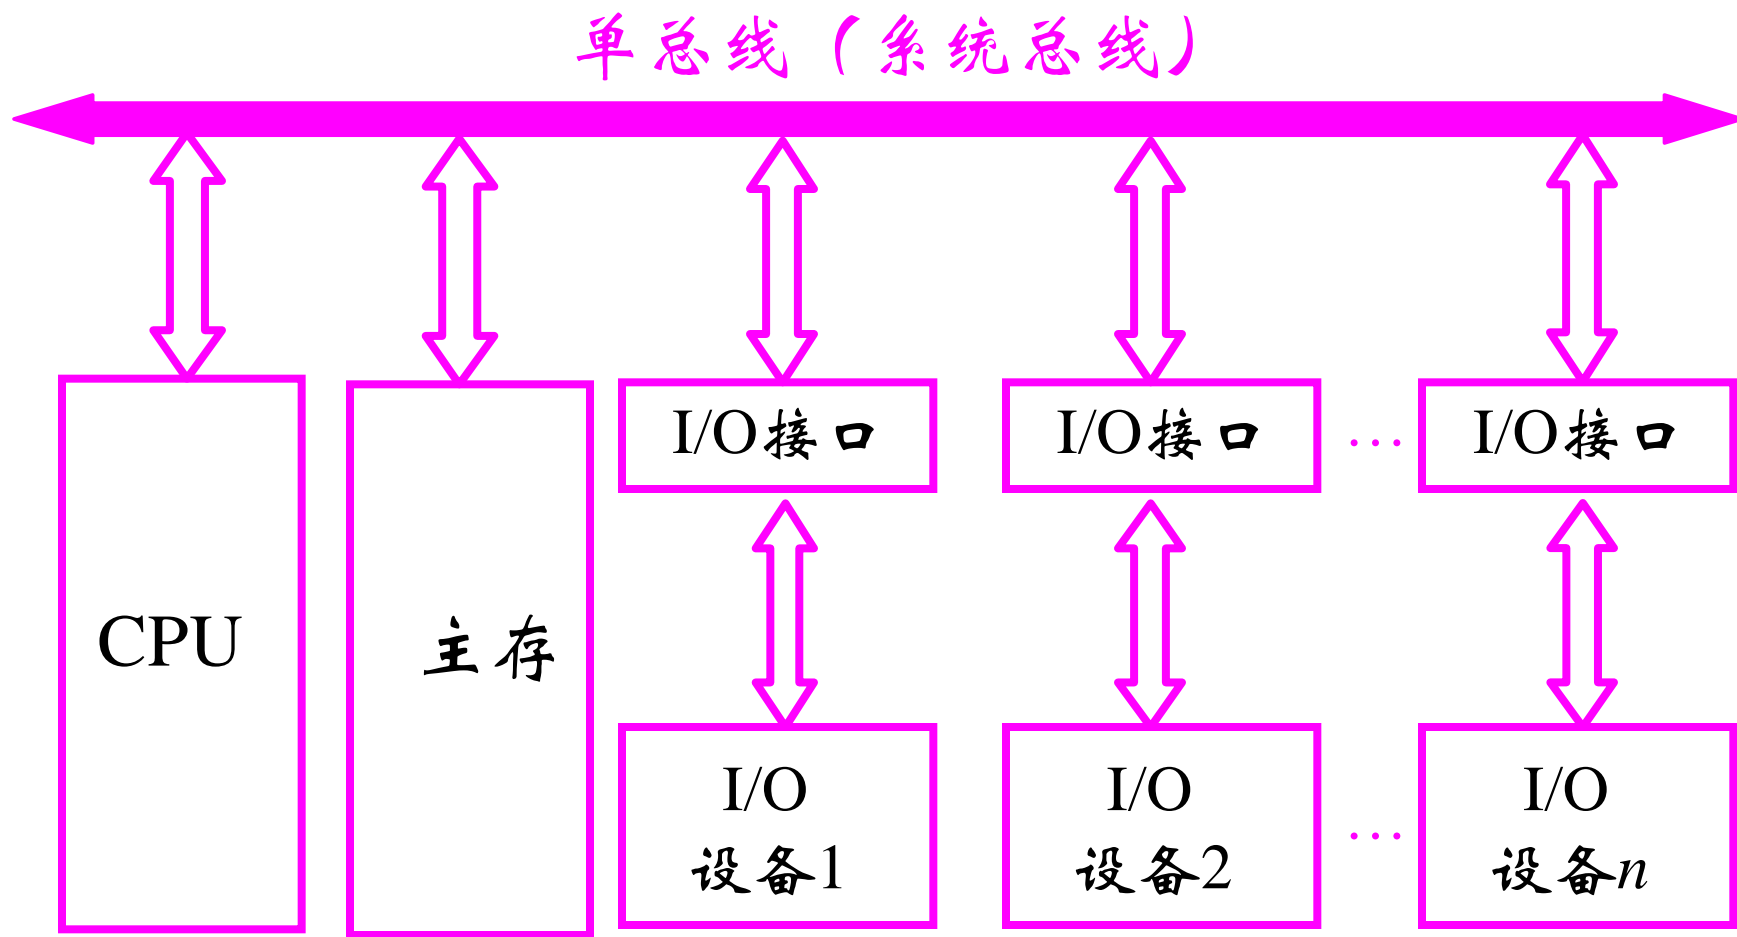 单总线（系统总线）
I/O接口
I/O接口
…
I/O接口
CPU
主存
I/O
设备1
I/O
设备2
…
I/O
设备n